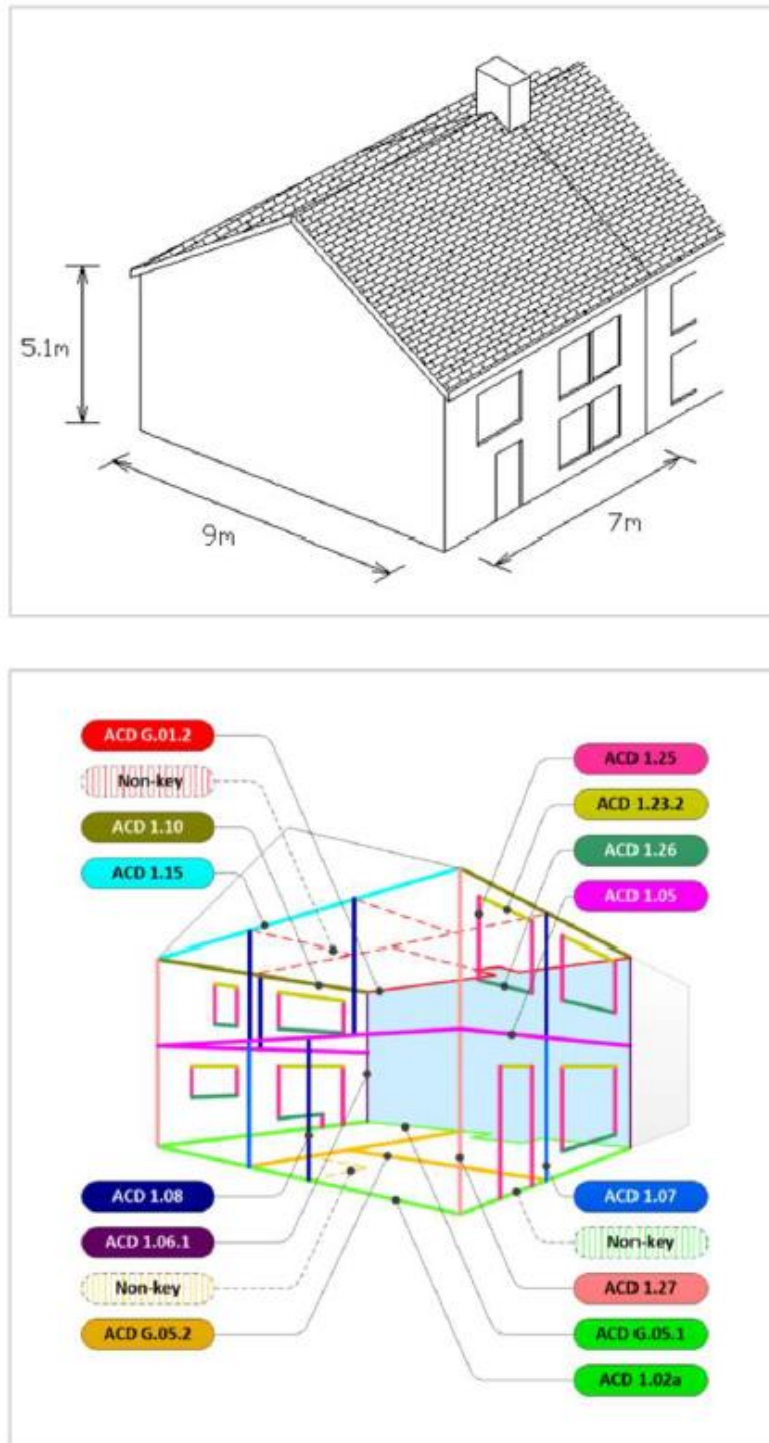 5.1m
9m
7m
ACD G.01.2
Non-key
ACD 1.10
ACD 1.15
ACD 1.25
ACD 1.23.2
ACD 1.26
ACD 1.05
ACD 1.08
ACD 1.06.1
Non-key
ACD G.05.2
ACD 1.07
Non-key
ACD 1.27
ACD G.05.1
ACD 1.02a